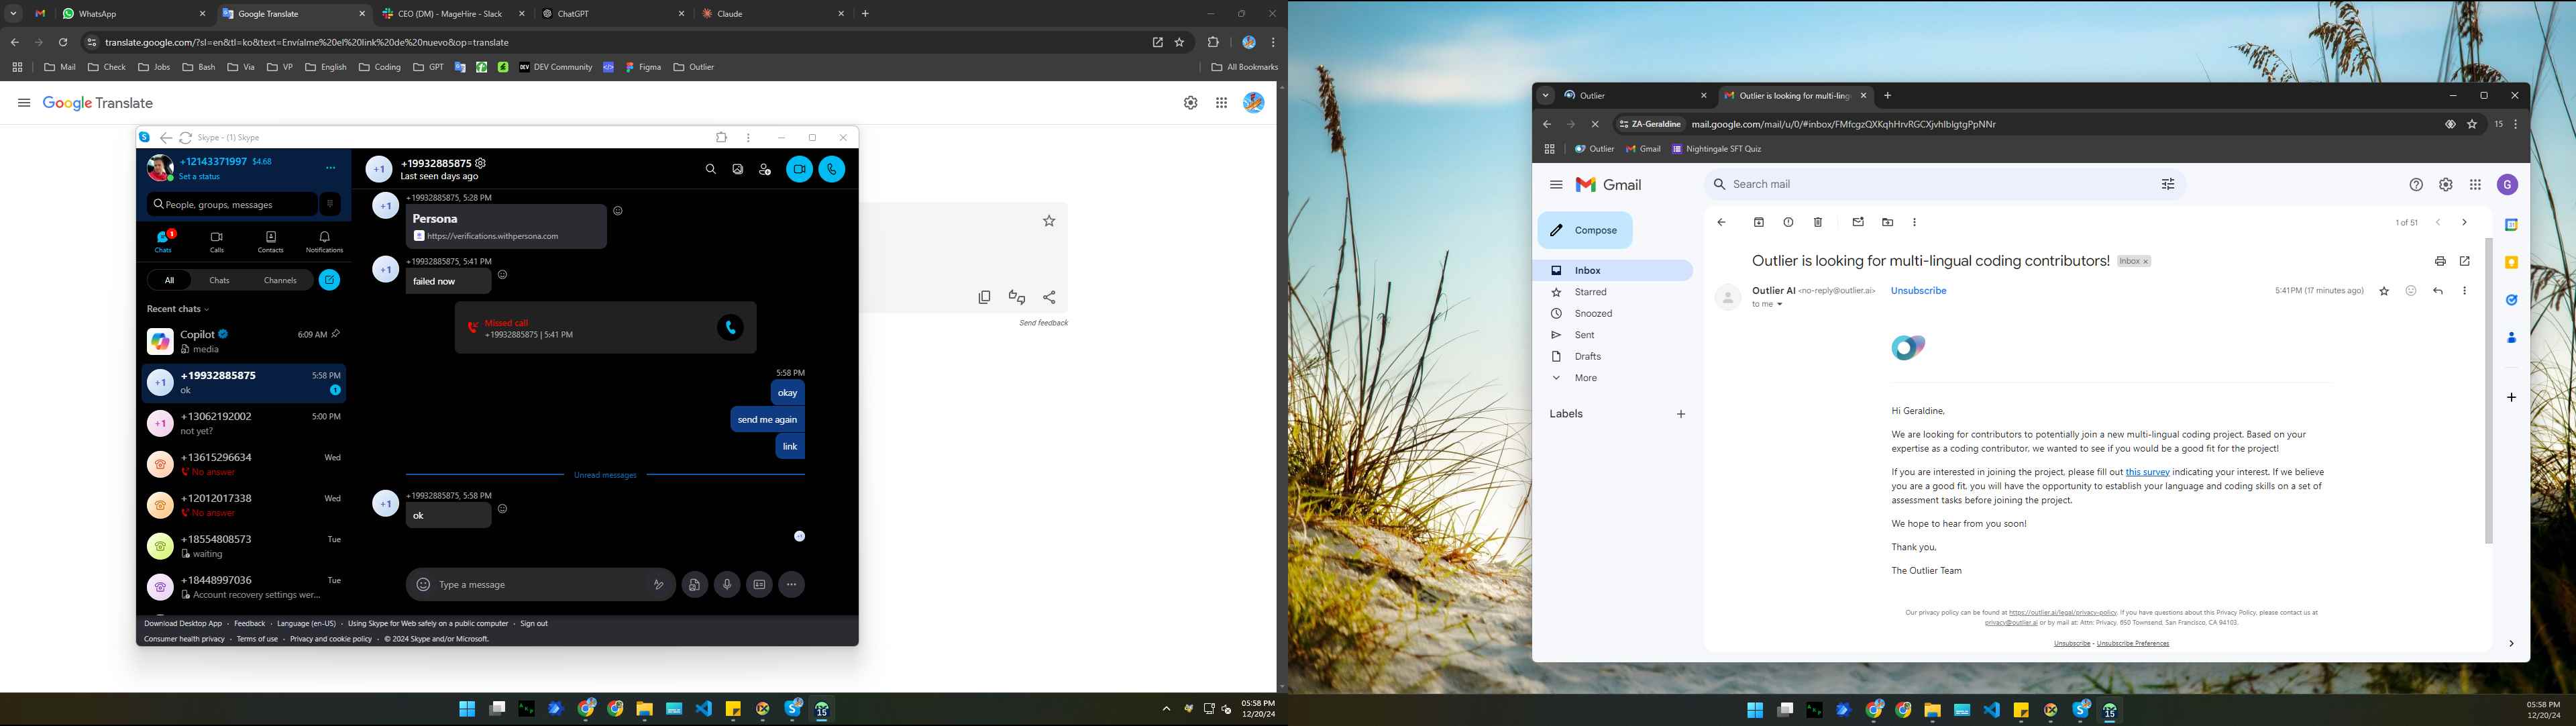 WhatsApp
Google Translate
CEO (DM) - MageHire - Slack
ChatGPT
Claude
translate.google.com/?sl=en&tl=ko&text=Envíalme%20el%20link%20de%20nuevo&op=translate
Mail
Check
Jobs
Bash
Via
VP
English
Coding
GPT
DEV Community
Figma
Outlier
All Bookmarks
Google Translate
Send feedback
Skype - (1) Skype
+12143371997 $4.68
Set a status
People, groups, messages
1
Chats
Calls
Contacts
Notifications
All
Chats
Channels
Recent chats
Copilot
6:09 AM
media
+1
+19932885875
5:58 PM
ok
1
+1
+13062192002
5:00 PM
not yet?
+13615296634
Wed
No answer
+12012017338
Wed
No answer
+18554808573
Tue
waiting
+18448997036
Tue
Account recovery settings wer...
+1
+19932885875
Last seen days ago
+1
+19932885875, 5:28 PM
Persona
https://verifications.withpersona.com
+1
+19932885875, 5:41 PM
failed now
Missed call
+19932885875 | 5:41 PM
5:58 PM
okay
send me again
link
Unread messages
+1
+19932885875, 5:58 PM
ok
Type a message
Download Desktop App · Feedback · Language (en-US) · Using Skype for Web safely on a public computer · Sign out
Consumer health privacy · Terms of use · Privacy and cookie policy · © 2024 Skype and/or Microsoft.
15
05:58 PM
12/20/24
Outlier
Outlier is looking for multi-ling
ZA-Geraldine
mail.google.com/mail/u/0/#inbox/FMfcgzQXKqhHrvRGCXjvhlblgtgPpNNr
15
Outlier
Gmail
Nightingale SFT Quiz
Gmail
Search mail
G
Compose
Inbox
Starred
Snoozed
Sent
Drafts
More
Labels
1 of 51
Outlier is looking for multi-lingual coding contributors!
Inbox x
Outlier AI <no-reply@outlier.ai> Unsubscribe
5:41 PM (17 minutes ago)
to me
Hi Geraldine,
We are looking for contributors to potentially join a new multi-lingual coding project. Based on your
expertise as a coding contributor, we wanted to see if you would be a good fit for the project!
If you are interested in joining the project, please fill out this survey indicating your interest. If we believe
you are a good fit, you will have the opportunity to establish your language and coding skills on a set of
assessment tasks before joining the project.
We hope to hear from you soon!
Thank you,
The Outlier Team
Our privacy policy can be found at https://outlier.ai/legal/privacy-policy. If you have questions about this Privacy Policy, please contact us at
privacy@outlier.ai or by mail at: Attn: Privacy, 650 Townsend, San Francisco, CA 94103.
Unsubscribe - Unsubscribe Preferences
15
05:58 PM
12/20/24